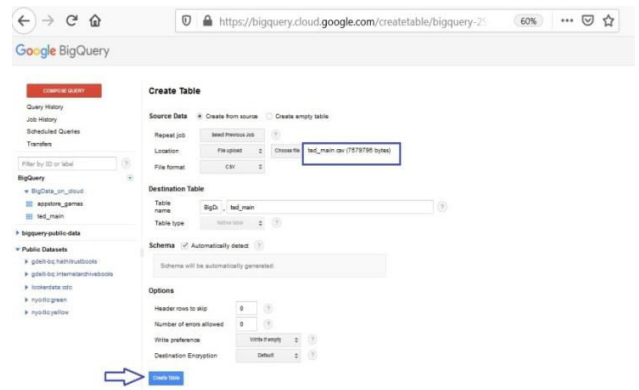 https://bigquery.cloud.google.com/createtable/bigquery-2
60%
Google BigQuery
COMPOSE QUERY
Query History
Job History
Scheduled Queries
Transfers
Filter by ID or label
BigQuery
BigData_on_cloud
appstore_games
ted_main
bigquery-public-data
Public Datasets
gdelt-bq:hathitrustbooks
gdelt-bq:internetarchivebooks
lookerdata:cdc
nyc-tlc:green
nyc-tlc:yellow
Create Table
Source Data Create from source Create empty table
Repeat job Select Previous Job ?
Location File upload Choose file ted_main.csv (7579795 bytes)
File format CSV
Destination Table
Table name BigDa . ted_main ?
Table type Native table ?
Schema Automatically detect ?
Schema will be automatically generated.
Options
Header rows to skip 0 ?
Number of errors allowed 0 ?
Write preference Write if empty ?
Destination Encryption Default ?
Create Table